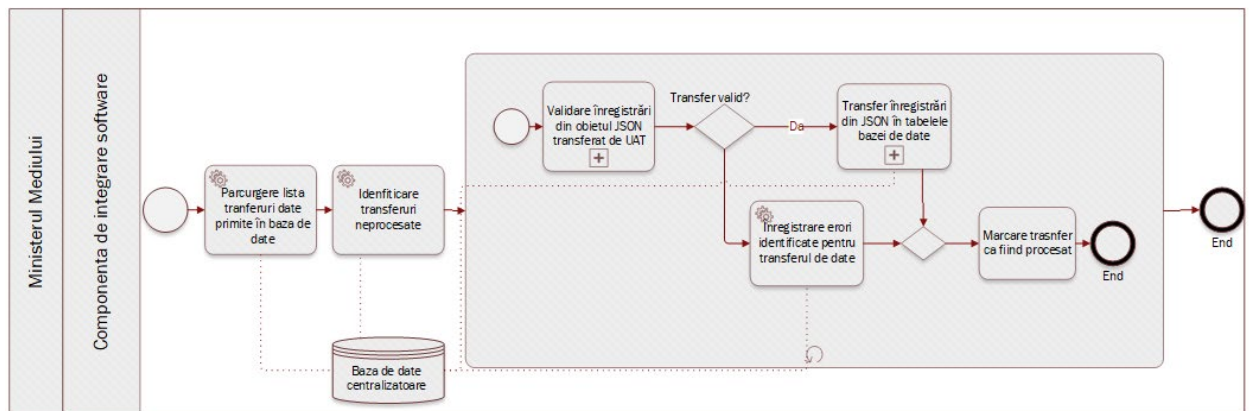 Ministerul Mediului
Componenta de integrare software
Parcurgere lista
tranferuri date
primite în baza de
date
Idenfiticare
transferuri
neprocesate
Baza de date
centralizatoare
Validare înregistrări
din obietul JSON
transferat de UAT
Transfer valid?
Da
Transfer înregistrări
din JSON în tabelele
bazei de date
Înregistrare erori
identificate pentru
transferul de date
Marcare trasnfer
ca fiind procesat
End
End